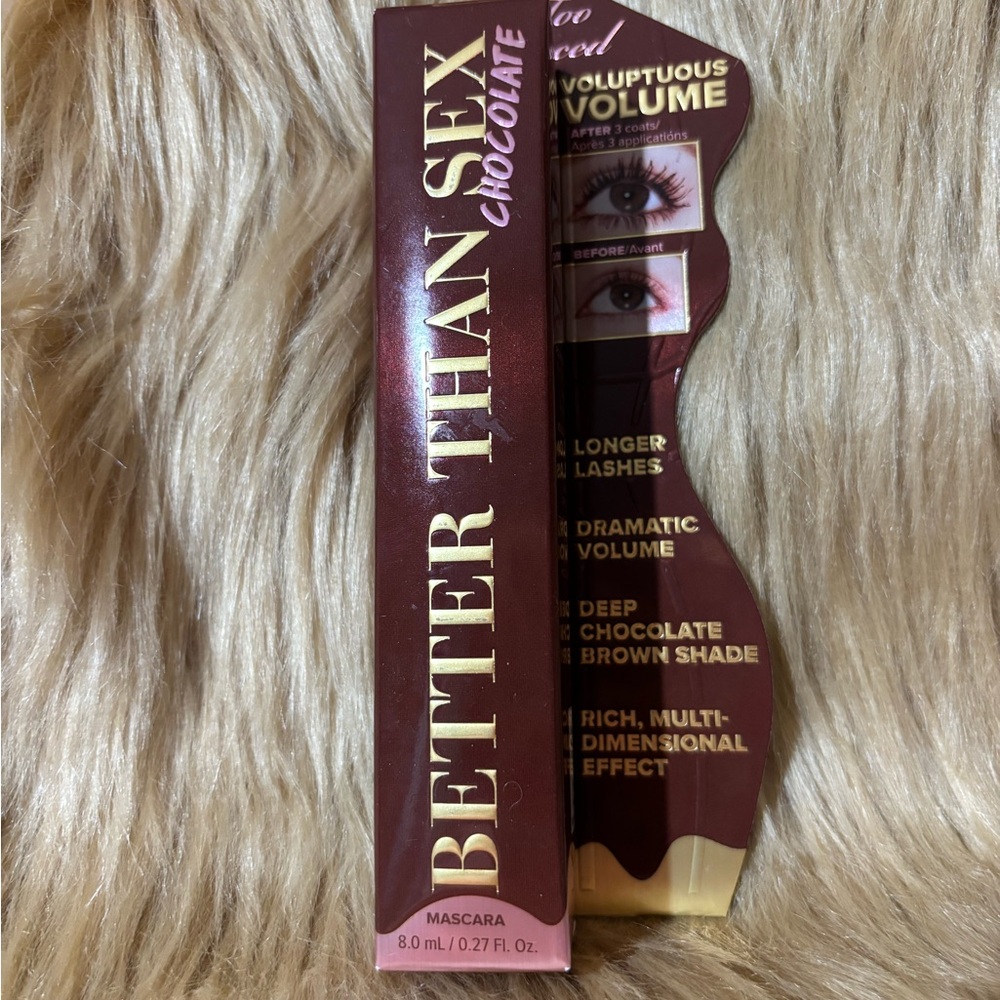 BETTER THAN SEX
CHOCOLATE
MASCARA
8.0 mL / 0.27 Fl. Oz.
Too
VOLUPTUOUS
VOLUME
AFTER 3 coats/
Après 3 applications
BEFORE/Avant
LONGER
LASHES
DRAMATIC
VOLUME
DEEP
CHOCOLATE
BROWN SHADE
RICH, MULTI-
DIMENSIONAL
EFFECT